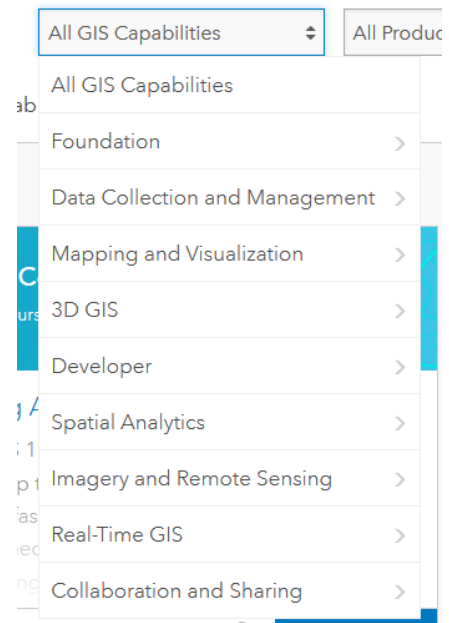 All GIS Capabilities
All Produc
All GIS Capabilities
Foundation
Data Collection and Management
Mapping and Visualization
3D GIS
Developer
Spatial Analytics
Imagery and Remote Sensing
Real-Time GIS
Collaboration and Sharing